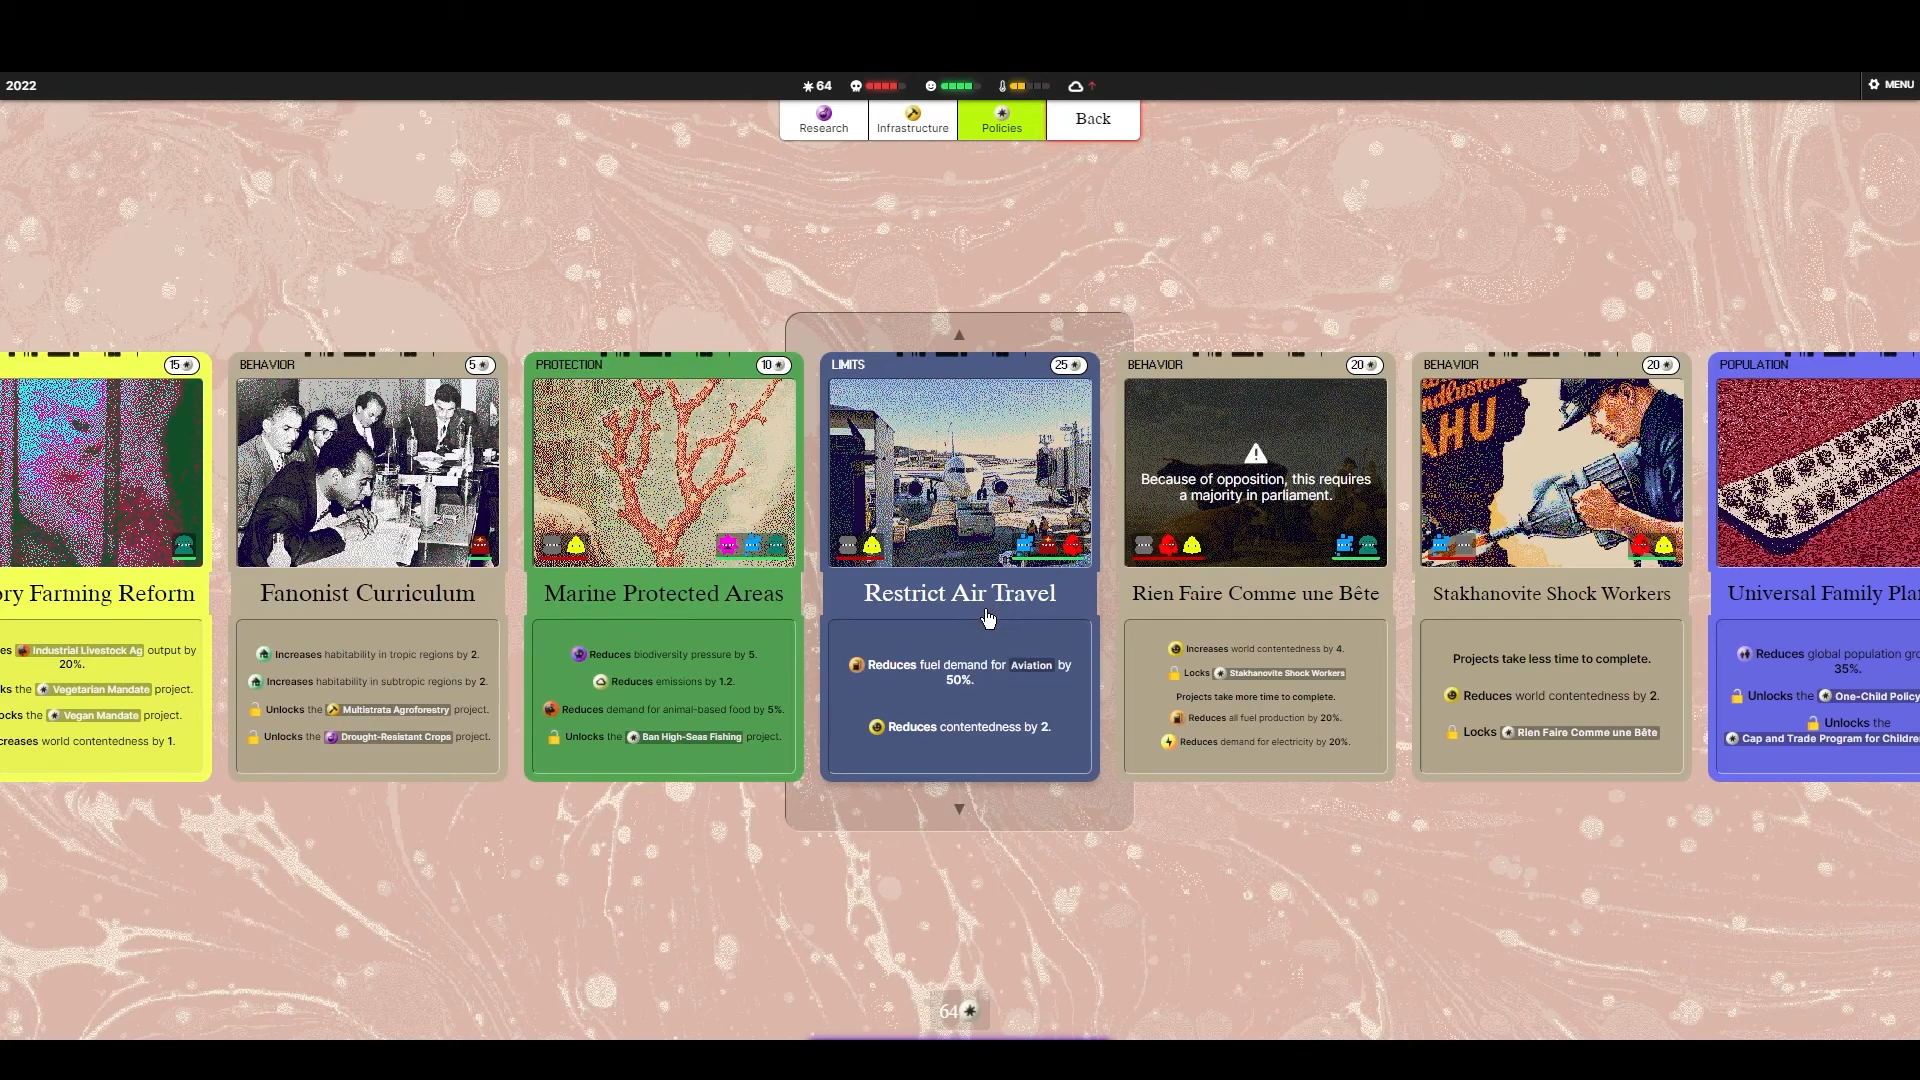 2022
64
MENU
Research
Infrastructure
Policies
Back
15
ory Farming Reform
es Industrial Livestock Ag output by
20%.
ks the Vegetarian Mandate project.
ocks the Vegan Mandate project.
creases world contentedness by 1.
BEHAVIOR
5
Fanonist Curriculum
Increases habitability in tropic regions by 2.
Increases habitability in subtropic regions by 2.
Unlocks the Multistrata Agroforestry project.
Unlocks the Drought-Resistant Crops project.
PROTECTION
10
Marine Protected Areas
Reduces biodiversity pressure by 5.
Reduces emissions by 1.2.
Reduces demand for animal-based food by 5%.
Unlocks the Ban High-Seas Fishing project.
LIMITS
25
Restrict Air Travel
Reduces fuel demand for Aviation by
50%.
Reduces contentedness by 2.
BEHAVIOR
20
Because of opposition, this requires
a majority in parliament.
Rien Faire Comme une Bête
Increases world contentedness by 4.
Locks Stakhanovite Shock Workers
Projects take more time to complete.
Reduces all fuel production by 20%.
Reduces demand for electricity by 20%.
BEHAVIOR
20
AHU
Stakhanovite Shock Workers
Projects take less time to complete.
Reduces world contentedness by 2.
Locks Rien Faire Comme une Bête
POPULATION
Universal Family Pla
Reduces global population gro
35%.
Unlocks the One-Child Policy
Unlocks the
Cap and Trade Program for Childre
64